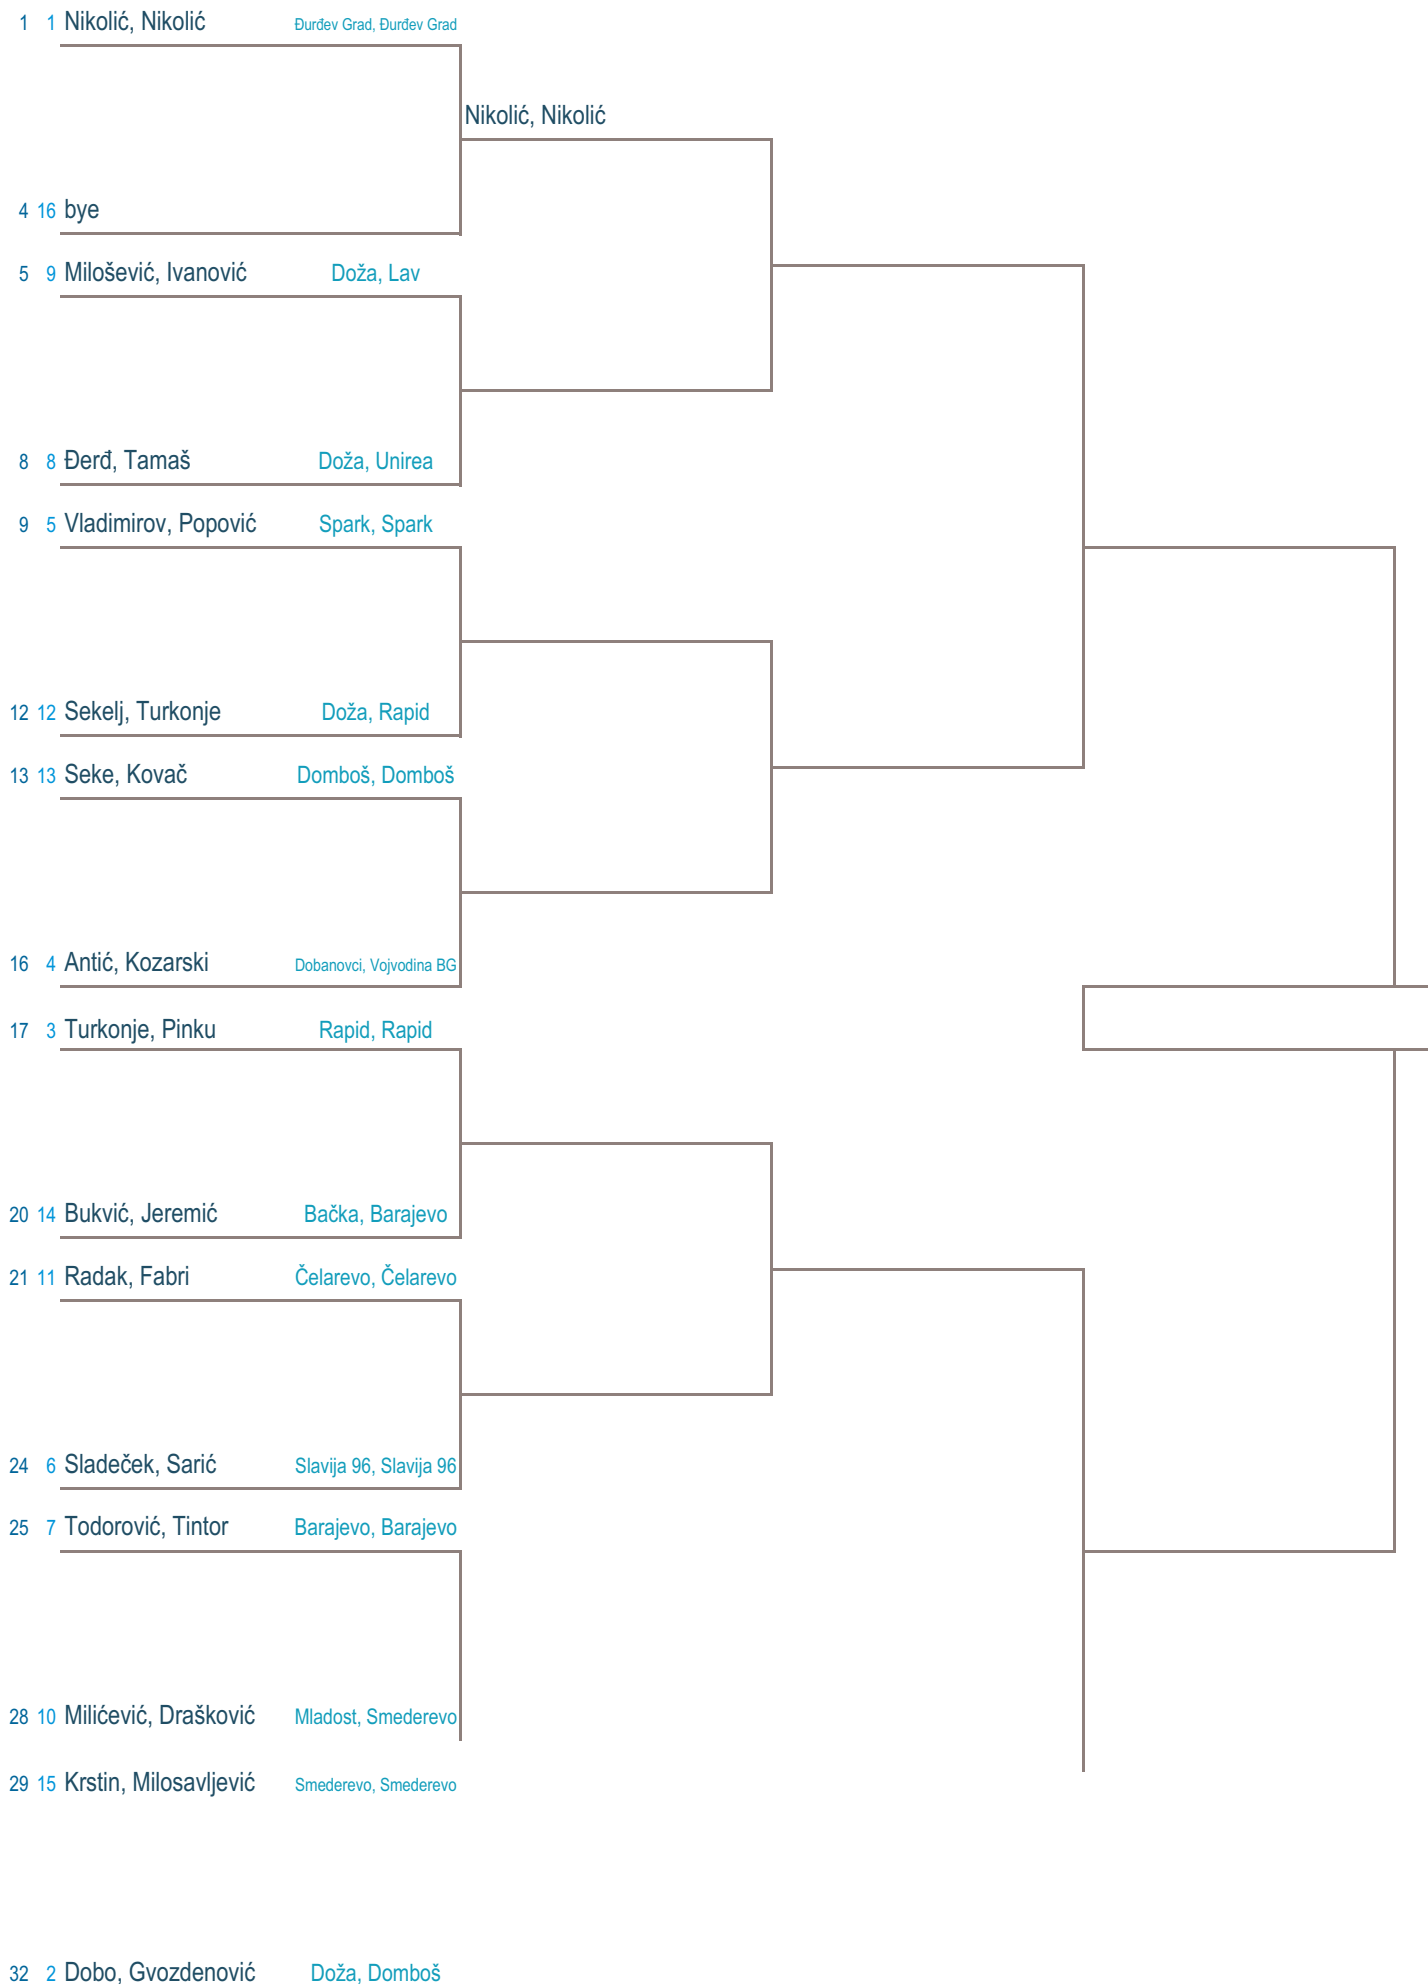 1 1 Nikolić, Nikolić Đurđev Grad, Đurđev Grad
Nikolić, Nikolić
4 16 bye
5 9 Milošević, Ivanović Doža, Lav
8 8 Đerđ, Tamaš Doža, Unirea
9 5 Vladimirov, Popović Spark, Spark
12 12 Sekelj, Turkonje Doža, Rapid
13 13 Seke, Kovač Domboš, Domboš
16 4 Antić, Kozarski Dobanovci, Vojvodina BG
17 3 Turkonje, Pinku Rapid, Rapid
20 14 Bukvić, Jeremić Bačka, Barajevo
21 11 Radak, Fabri Čelarevo, Čelarevo
24 6 Sladeček, Sarić Slavija 96, Slavija 96
25 7 Todorović, Tintor Barajevo, Barajevo
28 10 Milićević, Drašković Mladost, Smederevo
29 15 Krstin, Milosavljević Smederevo, Smederevo
32 2 Dobo, Gvozdenović Doža, Domboš